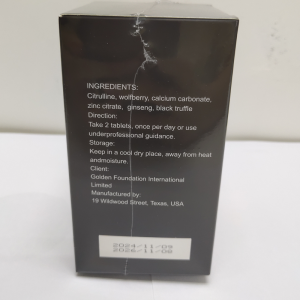 INGREDIENTS:
Citrulline, wolfberry, calcium carbonate,
zinc citrate, ginseng, black truffle
Direction:
Take 2 tablets, once per day or use
underprofessional guidance.
Storage:
Keep in a cool dry place, away from heat
andmoisture.
Client:
Golden Foundation International
Limited
Manufactured by:
19 Wildwood Street, Texas, USA
2024/11/09
2026/11/08